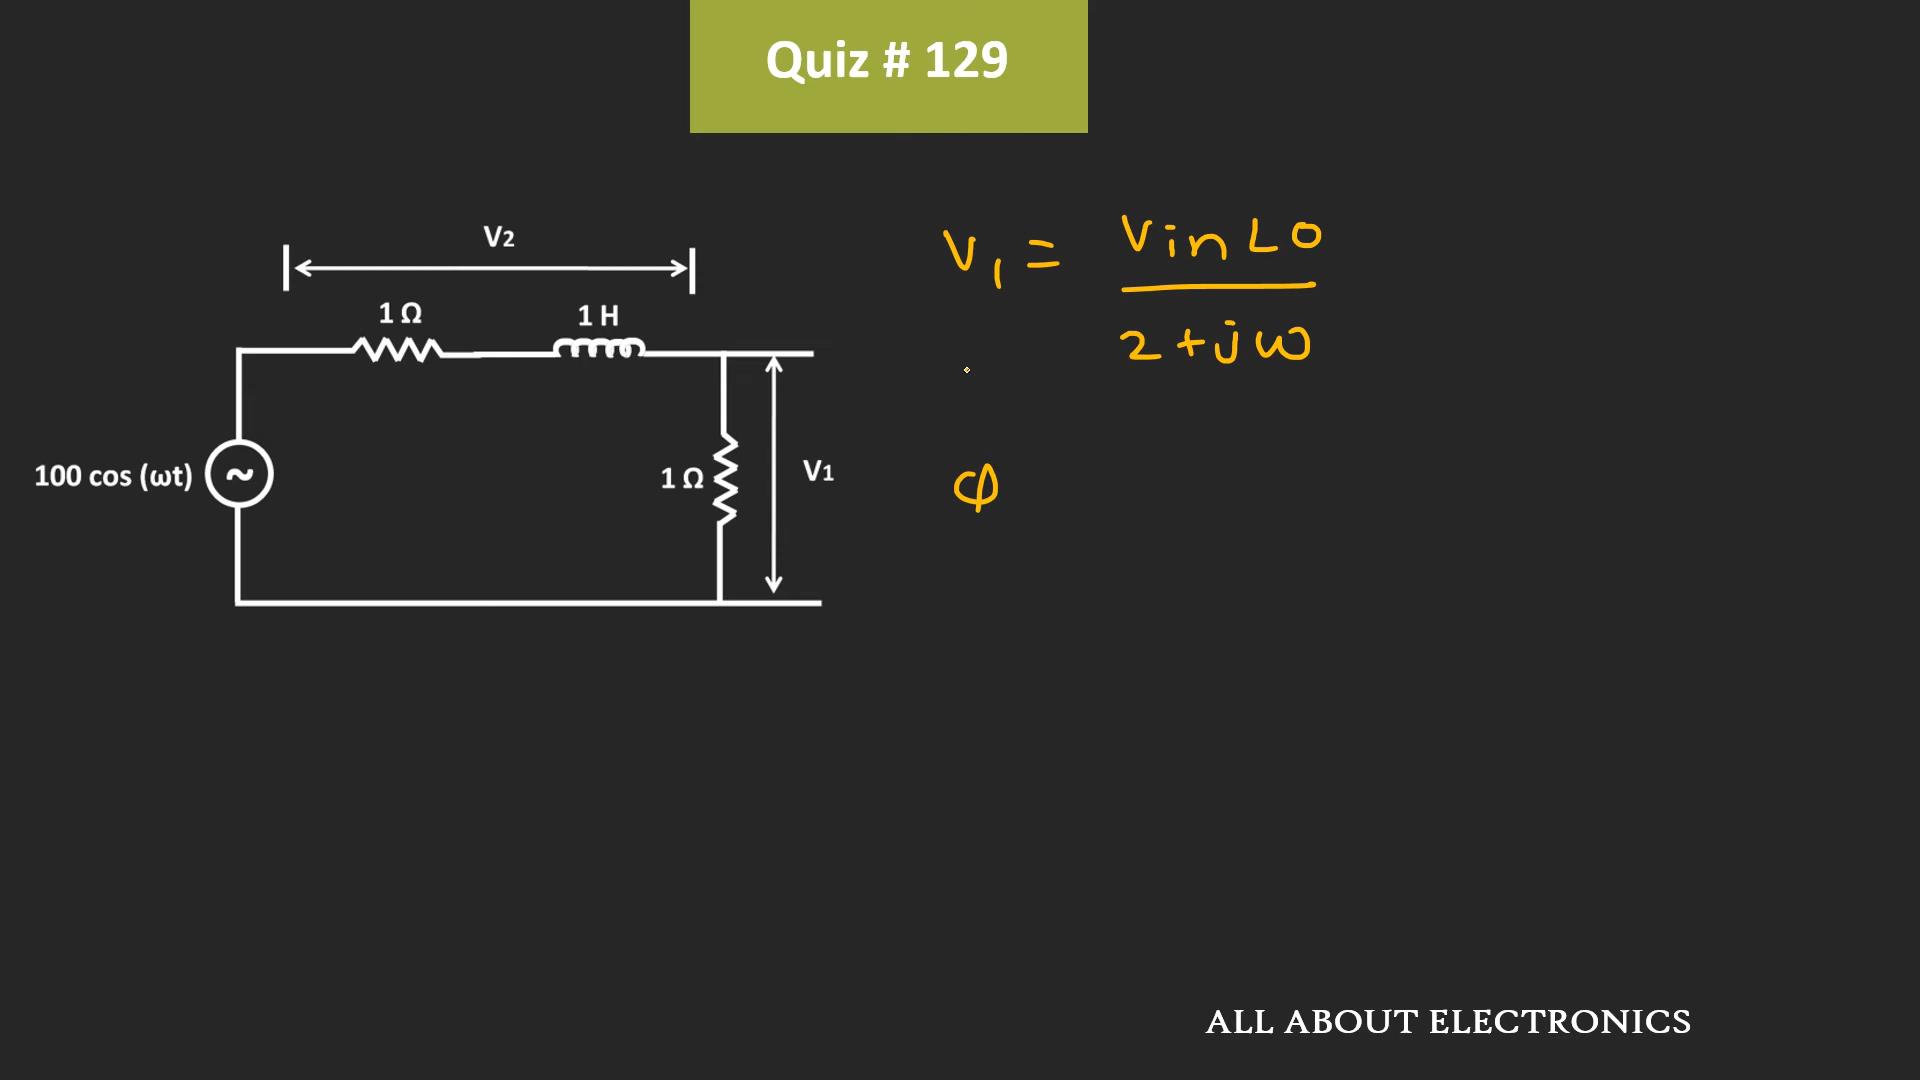 Quiz # 129
V2
1 Ω
1 H
100 cos (ωt)
~
1 Ω
V1
V1 = Vin∠0
2+jω
φ
ALL ABOUT ELECTRONICS